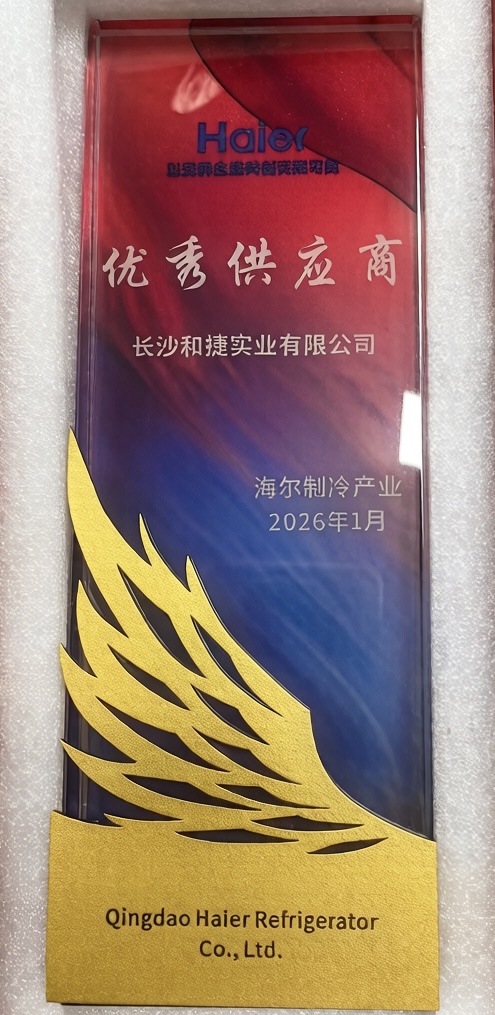 Haier
优秀供应商
长沙和捷实业有限公司
海尔制冷产业
2026年1月
Qingdao Haier Refrigerator
Co., Ltd.